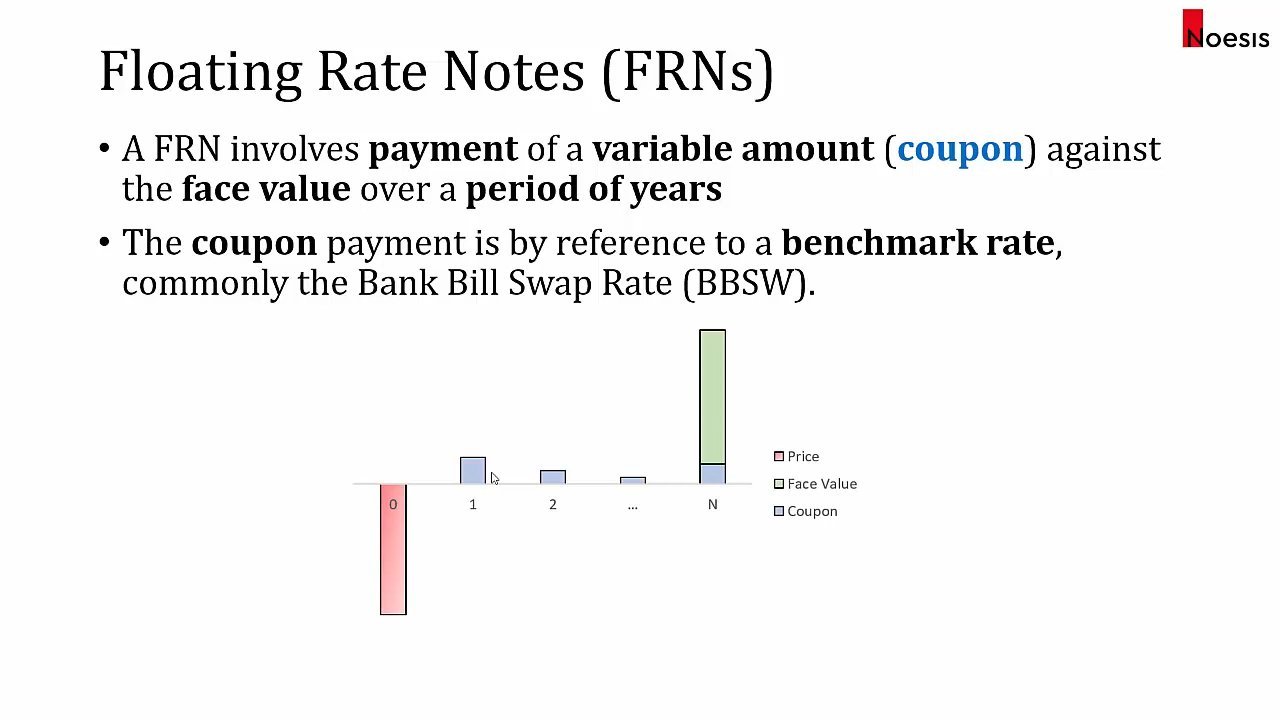 Noesis
Floating Rate Notes (FRNs)
• A FRN involves payment of a variable amount (coupon) against
the face value over a period of years
• The coupon payment is by reference to a benchmark rate,
commonly the Bank Bill Swap Rate (BBSW).
Price
Face Value
Coupon
0 1 2 ... N